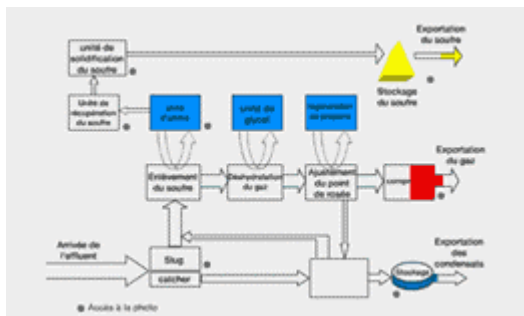 unité de
solidification
du soufre
Exportation
du soufre
Stockage
du soufre
Unité de
récupération
du soufre
unité
d'amine
unité de
glycol
régénération
de propane
Enlèvement
du soufre
Déshydratation
du gaz
Ajustement
du point
de rosée
Exportation
du gaz
Arrivée de
l'effluent
Slug
catcher
Stockage
Exportation
des
condensats
Accès à la photo